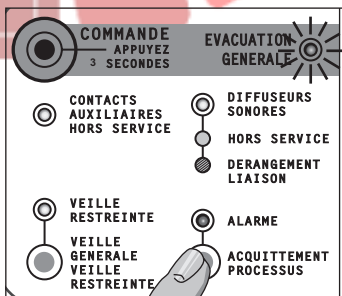 COMMANDE
APPUYEZ
3 SECONDES
EVACUATION
GENERALE
CONTACTS
AUXILIAIRES
HORS SERVICE
DIFFUSEURS
SONORES
HORS SERVICE
DERANGEMENT
LIAISON
VEILLE
RESTREINTE
ALARME
VEILLE
GENERALE
VEILLE
RESTREINTE
ACQUITTEMENT
PROCESSUS